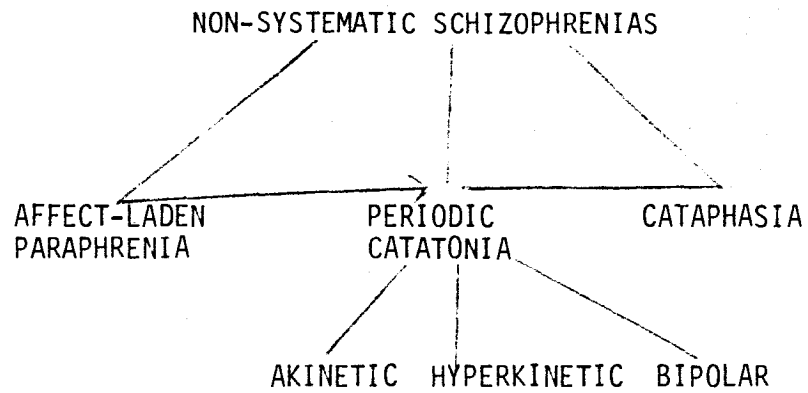 NON-SYSTEMATIC SCHIZOPHRENIAS
AFFECT-LADEN PERIODIC CATAPHASIA
PARAPHRENIA CATATONIA
AKINETIC HYPERKINETIC BIPOLAR